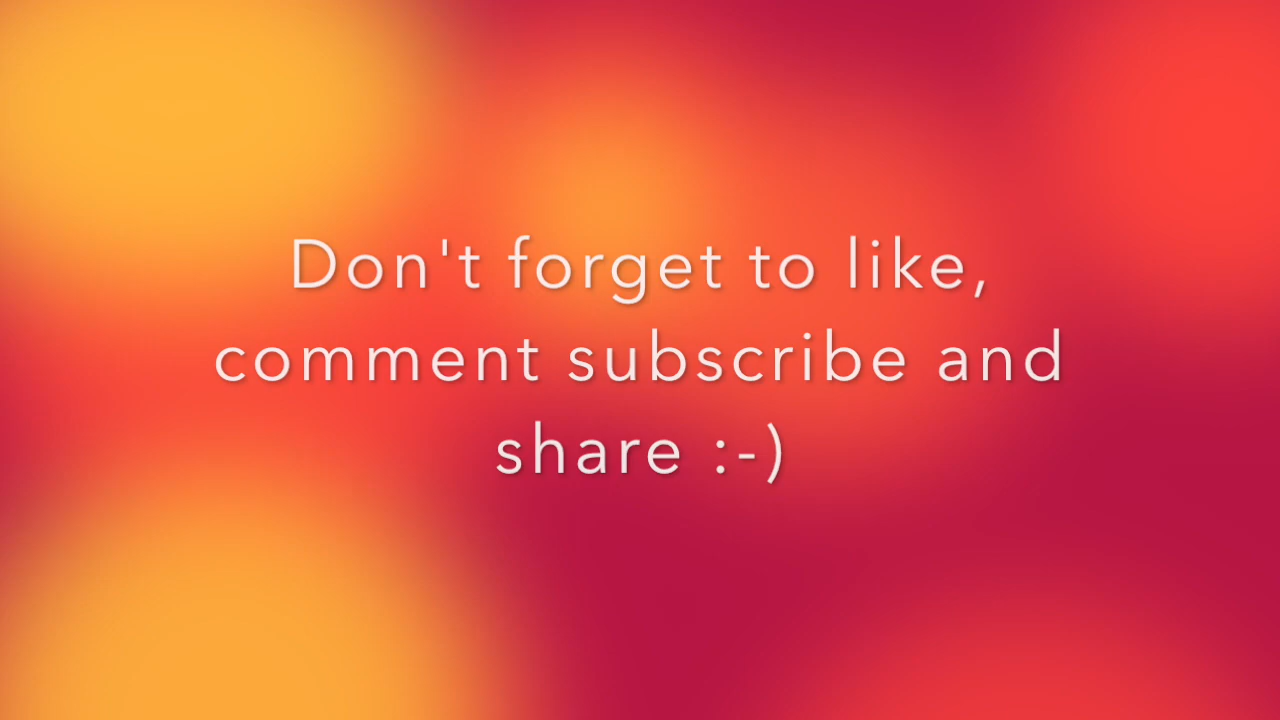 Don't forget to like,
comment subscribe and
share :-)